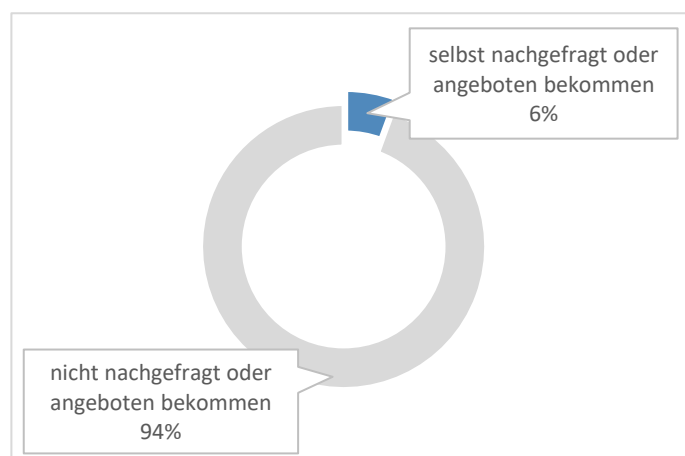 selbst nachgefragt oder
angeboten bekommen
6%
nicht nachgefragt oder
angeboten bekommen
94%